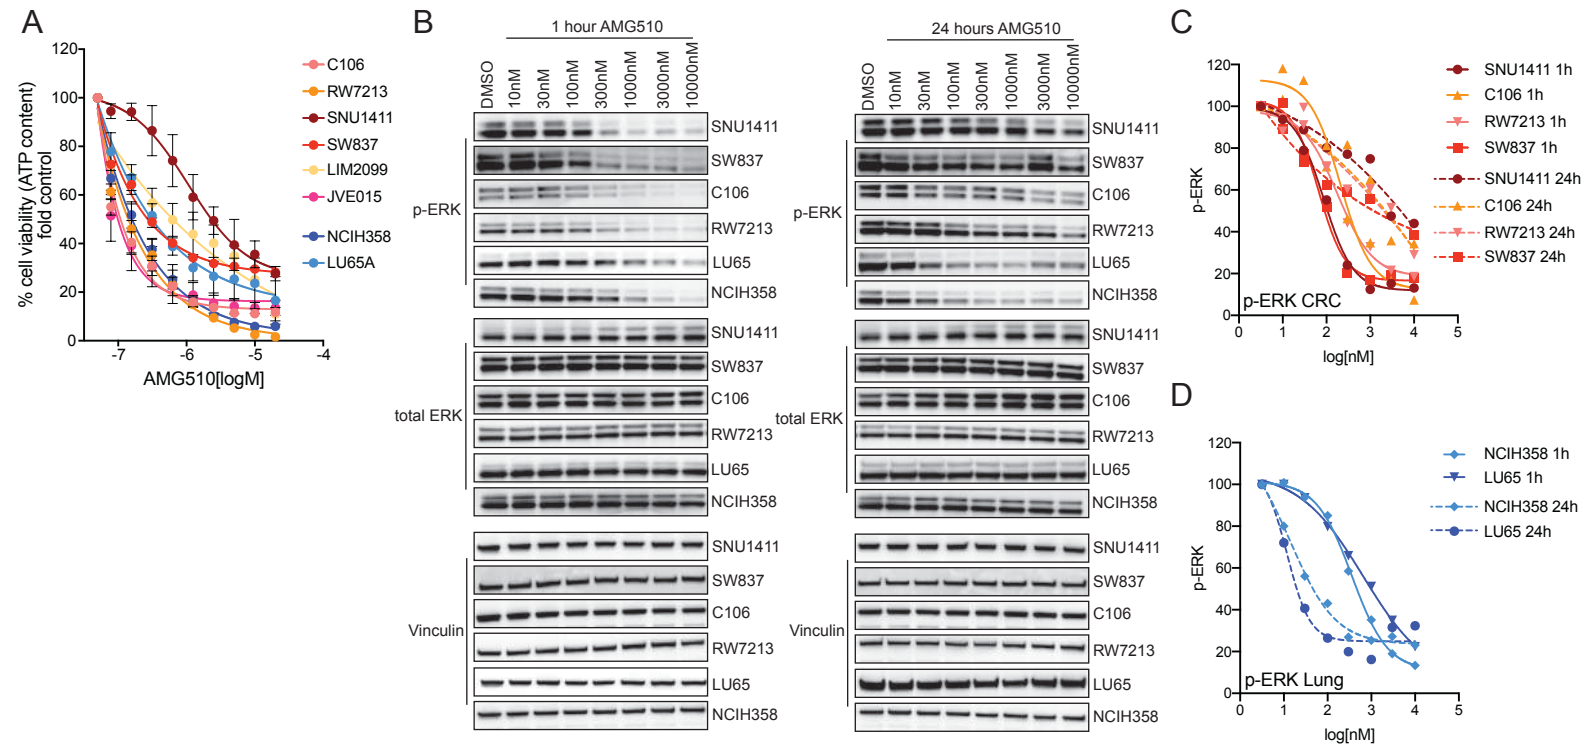 A
% cell viability (ATP content)
fold control
120
100
80
60
40
20
0
-7
-6
-5
-4
AMG510[logM]
C106
RW7213
SNU1411
SW837
LIM2099
JVE015
NCIH358
LU65A
B
1 hour AMG510
DMSO
10nM
30nM
100nM
300nM
1000nM
3000nM
10000nM
p-ERK
SNU1411
SW837
C106
RW7213
LU65
NCIH358
total ERK
SNU1411
SW837
C106
RW7213
LU65
NCIH358
Vinculin
SNU1411
SW837
C106
RW7213
LU65
NCIH358
24 hours AMG510
DMSO
10nM
30nM
100nM
300nM
1000nM
3000nM
10000nM
p-ERK
SNU1411
SW837
C106
RW7213
LU65
NCIH358
total ERK
SNU1411
SW837
C106
RW7213
LU65
NCIH358
Vinculin
SNU1411
SW837
C106
RW7213
LU65
NCIH358
C
p-ERK
120
100
80
60
40
20
0
p-ERK CRC
0
1
2
3
4
5
log[nM]
SNU1411 1h
C106 1h
RW7213 1h
SW837 1h
SNU1411 24h
C106 24h
RW7213 24h
SW837 24h
D
p-ERK
120
100
80
60
40
20
0
p-ERK Lung
0
1
2
3
4
5
log[nM]
NCIH358 1h
LU65 1h
NCIH358 24h
LU65 24h